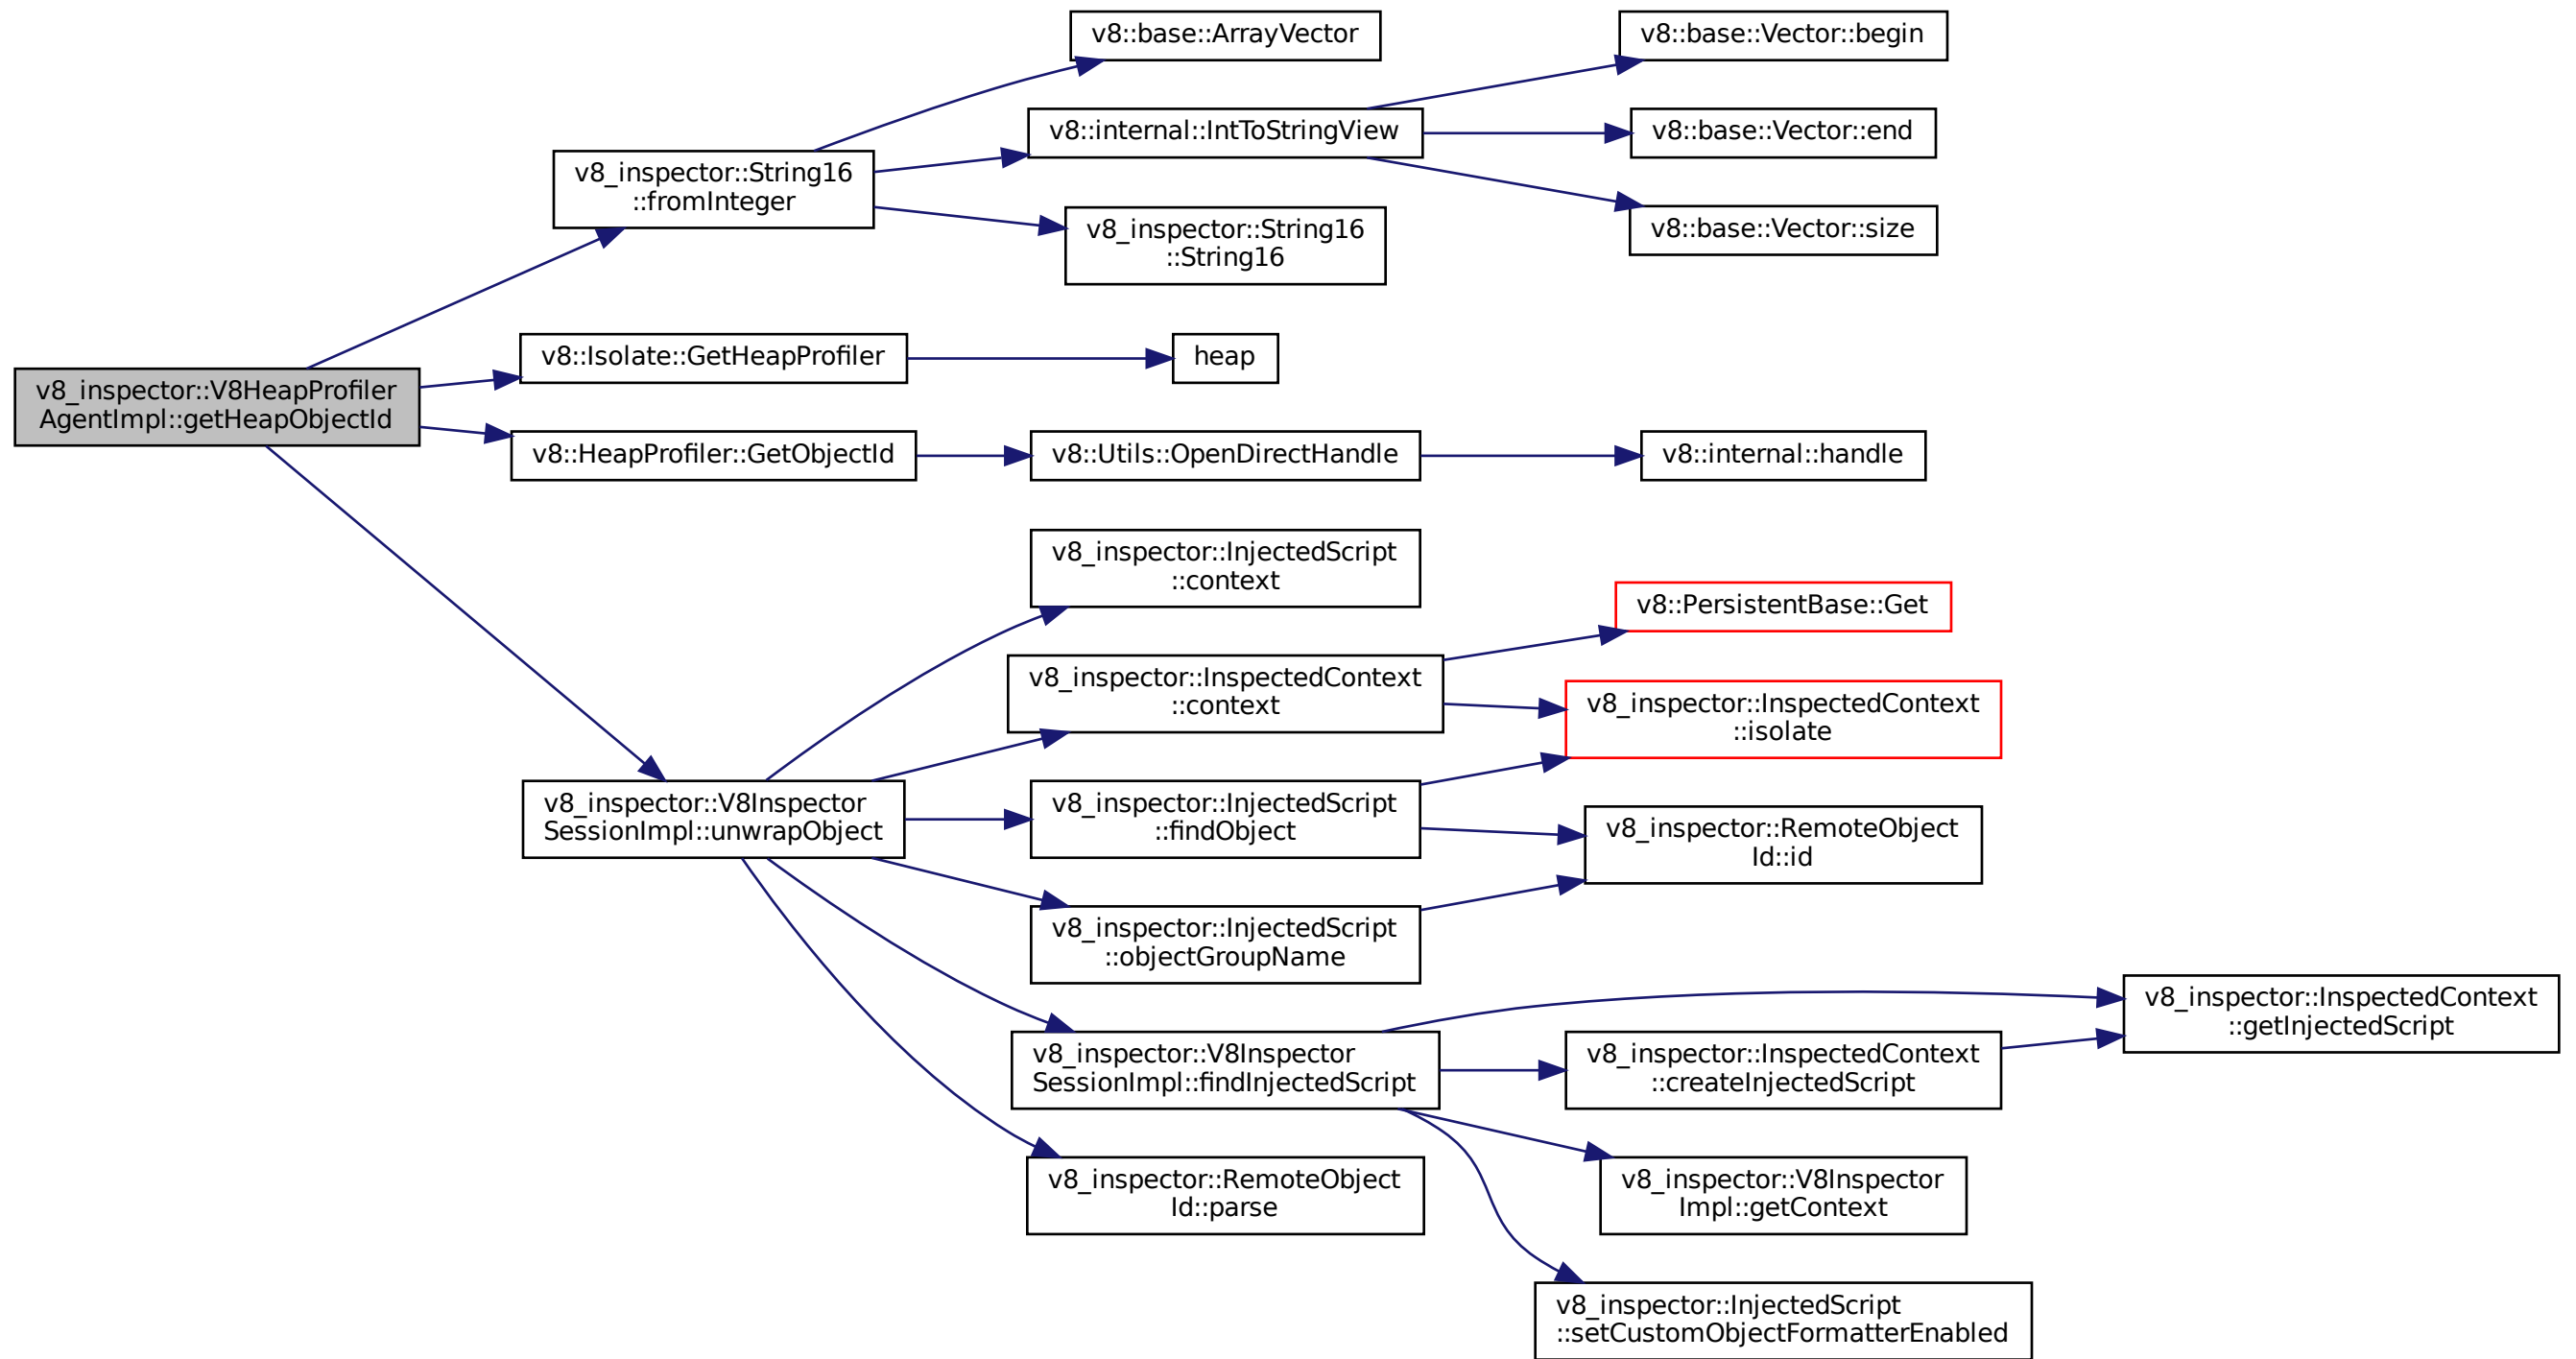 v8::base::ArrayVector
v8::base::Vector::begin
v8::internal::IntToStringView
v8::base::Vector::end
v8_inspector::String16
::fromInteger
v8::base::Vector::size
v8_inspector::String16
::String16
v8::Isolate::GetHeapProfiler
heap
v8_inspector::V8HeapProfiler
AgentImpl::getHeapObjectId
v8::HeapProfiler::GetObjectId
v8::Utils::OpenDirectHandle
v8::internal::handle
v8_inspector::InjectedScript
::context
v8::PersistentBase::Get
v8_inspector::InspectedContext
::context
v8_inspector::InspectedContext
::isolate
v8_inspector::V8Inspector
SessionImpl::unwrapObject
v8_inspector::InjectedScript
::findObject
v8_inspector::RemoteObject
Id::id
v8_inspector::InjectedScript
::objectGroupName
v8_inspector::InspectedContext
::getInjectedScript
v8_inspector::V8Inspector
SessionImpl::findInjectedScript
v8_inspector::InspectedContext
::createInjectedScript
v8_inspector::RemoteObject
Id::parse
v8_inspector::V8Inspector
Impl::getContext
v8_inspector::InjectedScript
::setCustomObjectFormatterEnabled